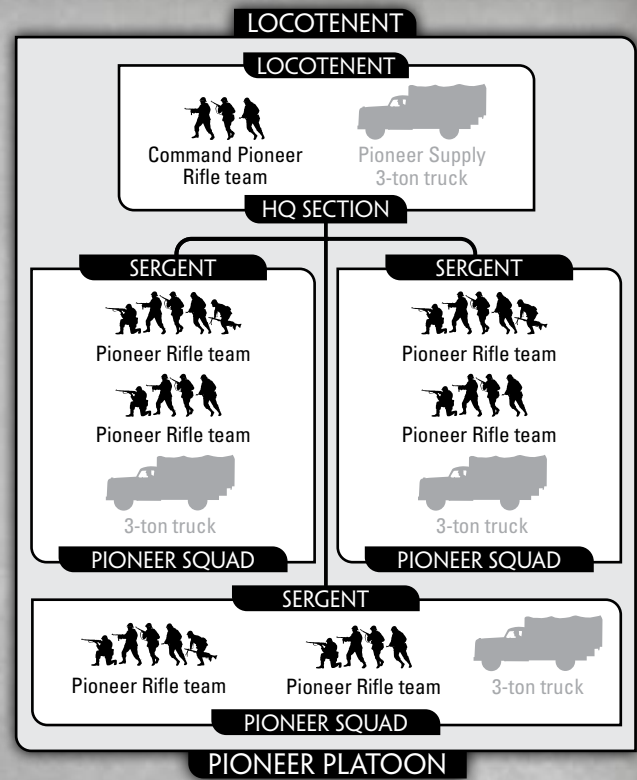 LOCOTENENT
LOCOTENENT
Command Pioneer
Rifle team
Pioneer Supply
3-ton truck
HQ SECTION
SERGENT
Pioneer Rifle team
Pioneer Rifle team
3-ton truck
PIONEER SQUAD
SERGENT
Pioneer Rifle team
Pioneer Rifle team
3-ton truck
PIONEER SQUAD
SERGENT
Pioneer Rifle team
Pioneer Rifle team
3-ton truck
PIONEER SQUAD
PIONEER PLATOON